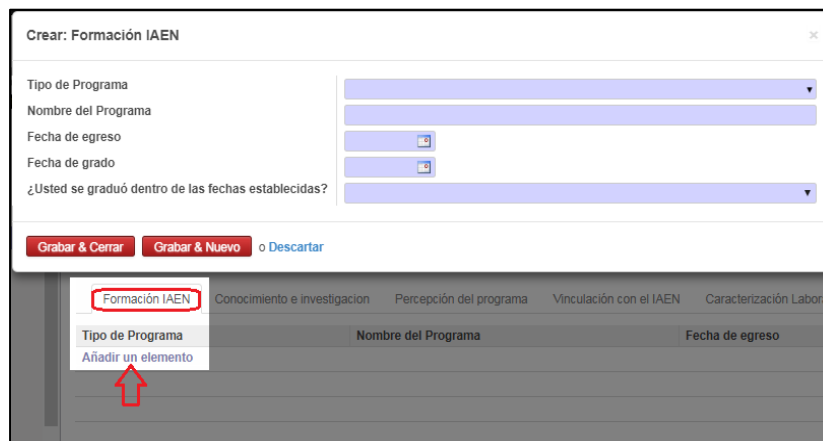 Crear: Formación IAEN
Tipo de Programa
Nombre del Programa
Fecha de egreso
Fecha de grado
¿Usted se graduó dentro de las fechas establecidas?
Grabar & Cerrar Grabar & Nuevo o Descartar
Formación IAEN Conocimiento e investigacion Percepción del programa Vinculación con el IAEN Caracterización Labor
Tipo de Programa Nombre del Programa Fecha de egreso
Añadir un elemento